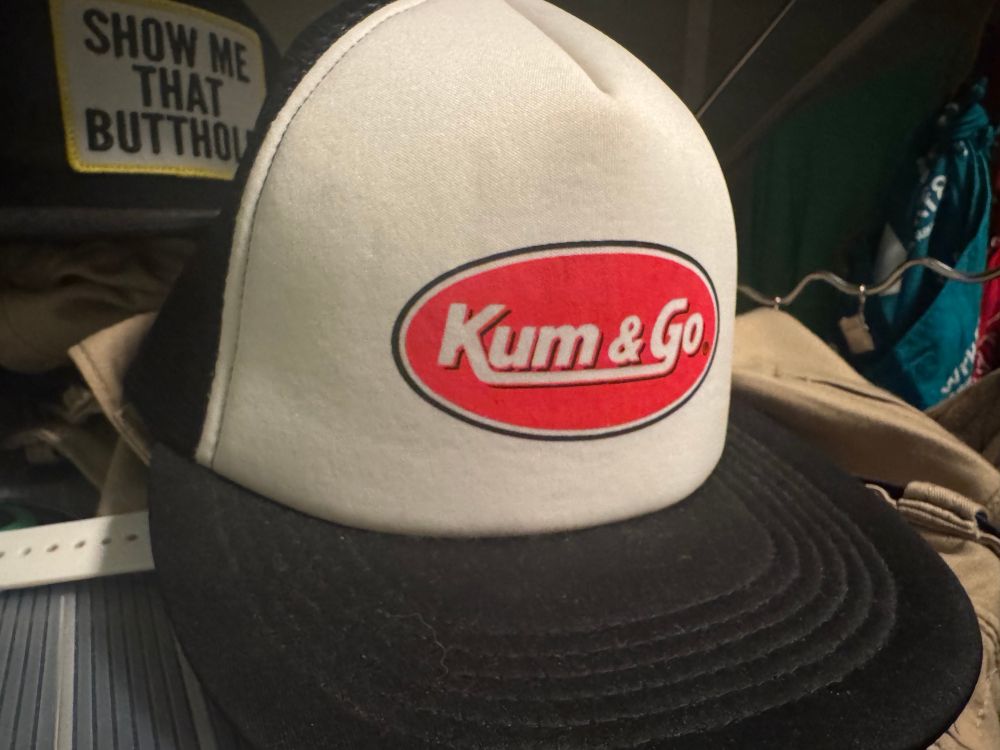 SHOW ME
THAT
BUTTHOL
Kum & Go